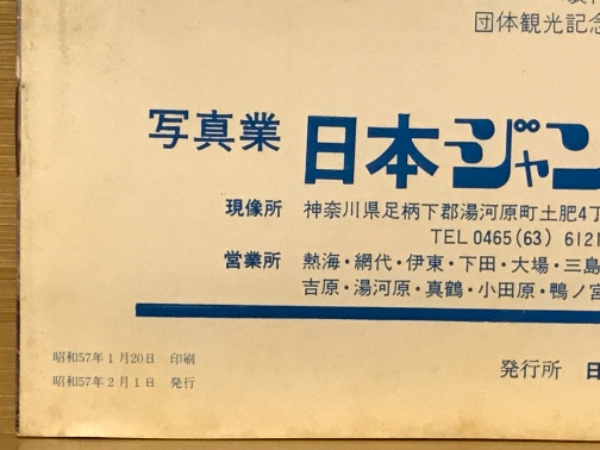 団体観光記念
写真業 日本ジャン
現像所 神奈川県足柄下郡湯河原町土肥4丁
TEL 0465(63) 6121
営業所 熱海・網代・伊東・下田・大場・三島
吉原・湯河原・真鶴・小田原・鴨ノ宮
昭和57年1月20日 印刷
昭和57年2月1日 発行
発行所 日